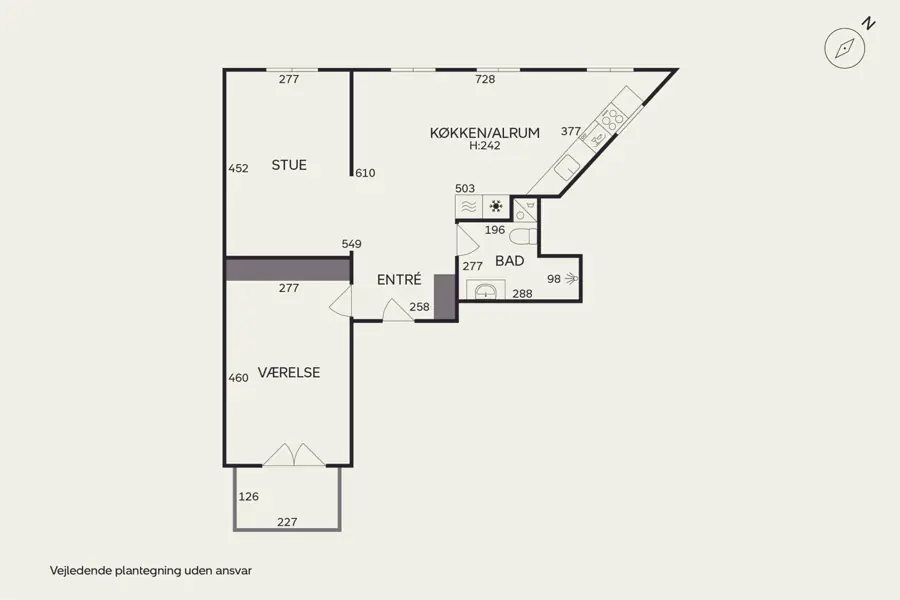 N
277
728
KØKKEN/ALRUM
H:242
377
452
STUE
610
503
196
549
BAD
277
98
ENTRÉ
277
288
258
460
VÆRELSE
126
227
Vejledende plantegning uden ansvar